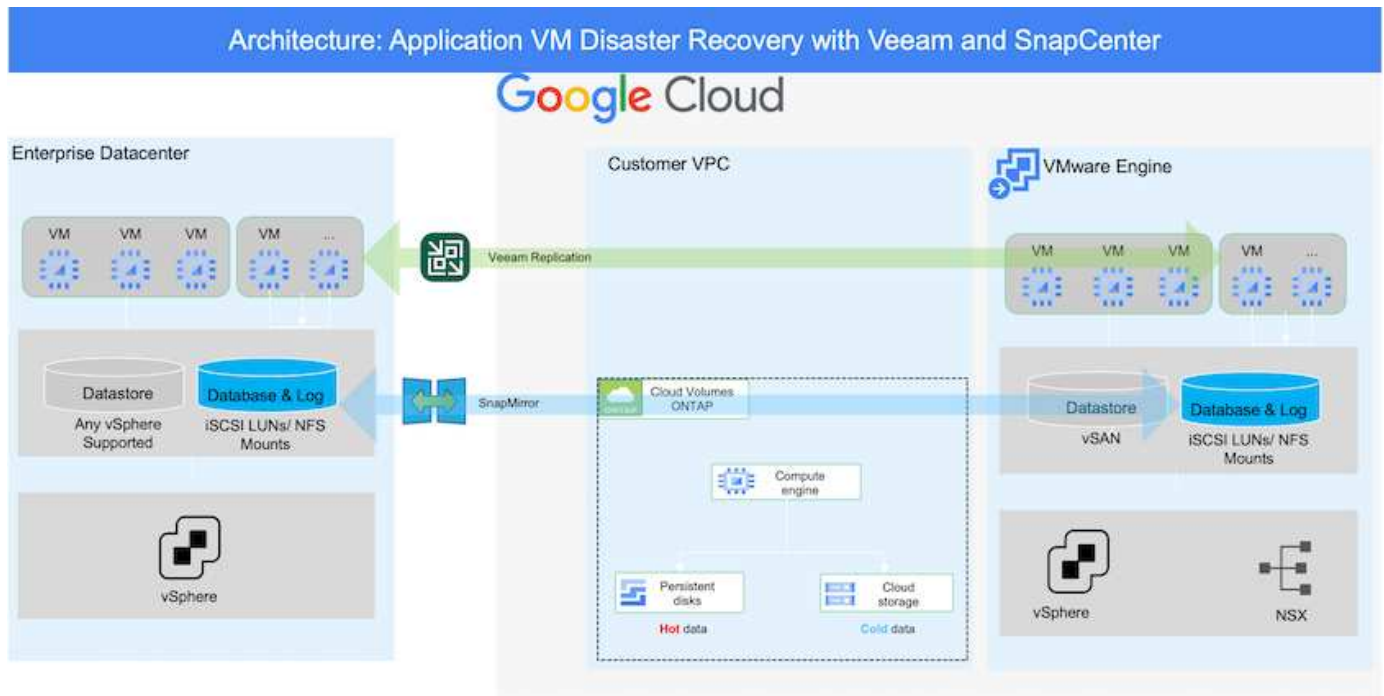 Architecture: Application VM Disaster Recovery with Veeam and SnapCenter
Google Cloud
Enterprise Datacenter
VM
VM
VM
VM
...
Veeam Replication
Datastore
Any vSphere
Supported
Database & Log
iSCSI LUNs/ NFS
Mounts
SnapMirror
vSphere
Customer VPC
ONTAP
Cloud Volumes
ONTAP
Compute
engine
Persistent
disks
Hot data
Cloud
storage
Cold data
VMware Engine
VM
VM
VM
VM
...
Datastore
vSAN
Database & Log
iSCSI LUNs/ NFS
Mounts
vSphere
NSX